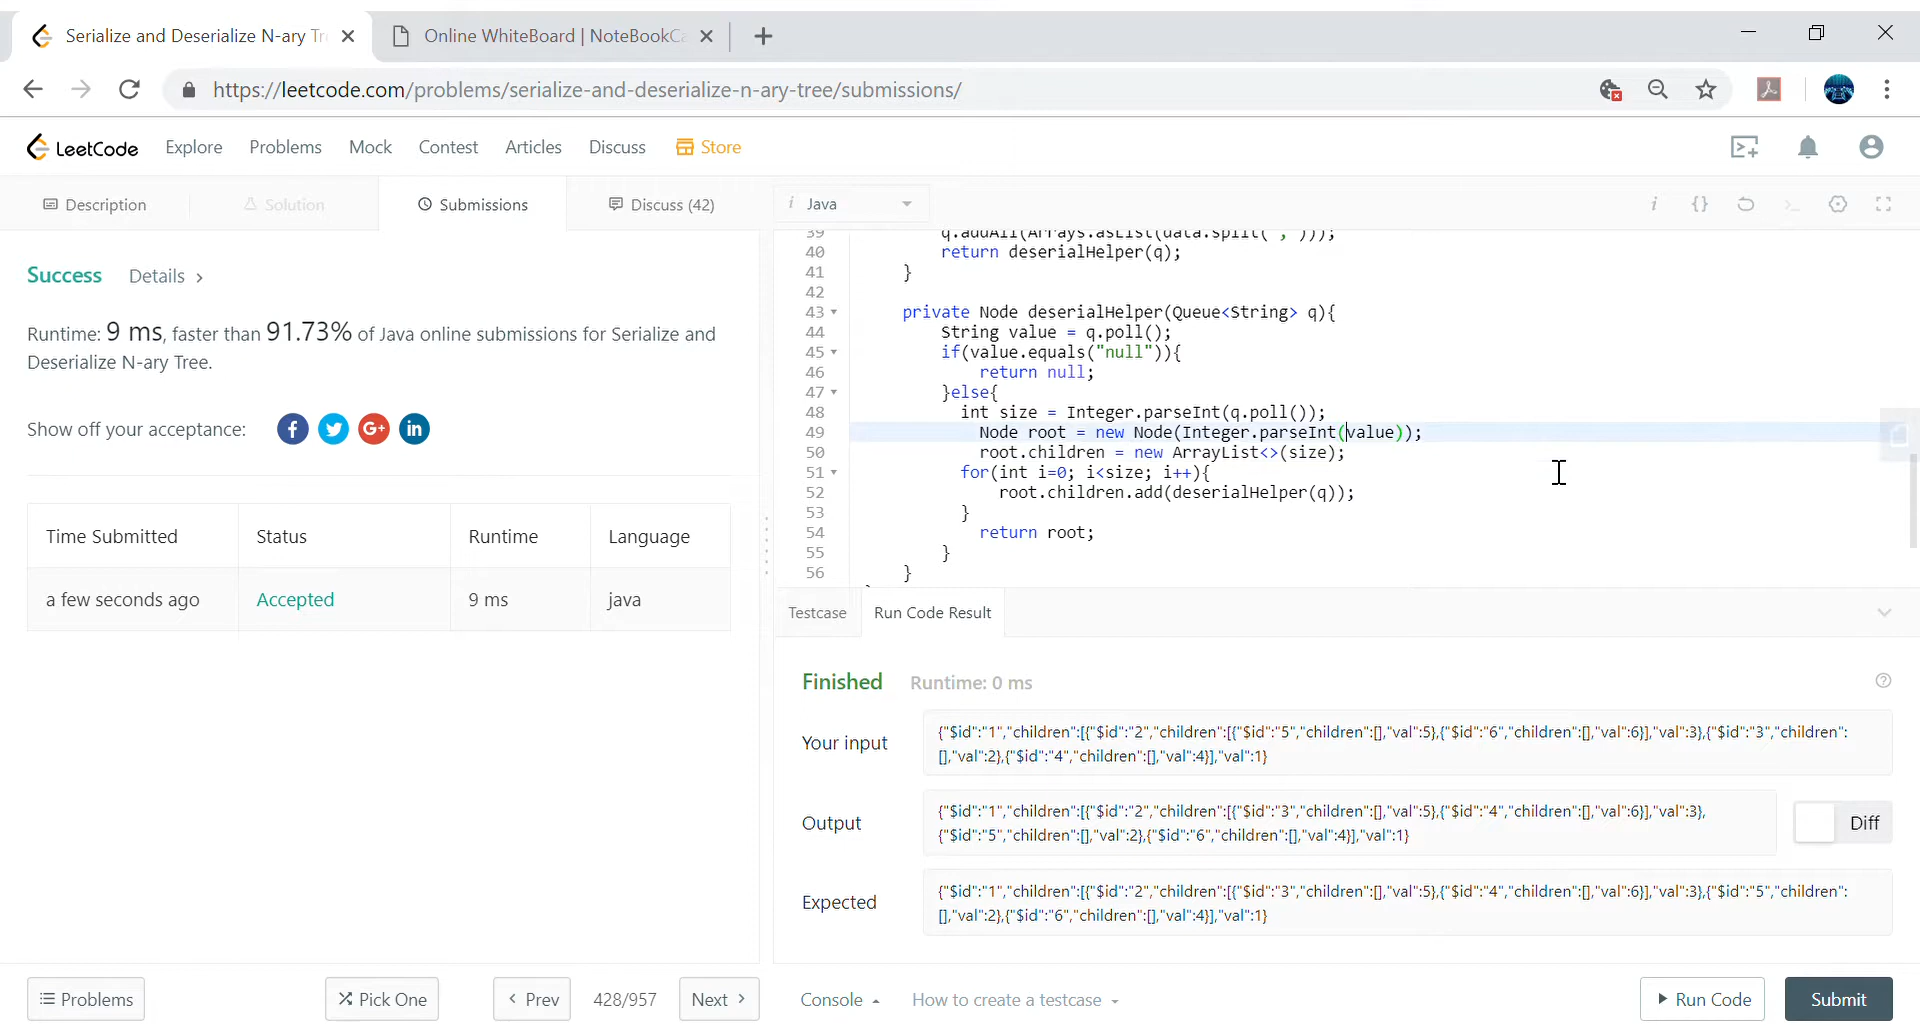 Serialize and Deserialize N-ary Tr
Online WhiteBoard | NoteBookCa
https://leetcode.com/problems/serialize-and-deserialize-n-ary-tree/submissions/
LeetCode Explore Problems Mock Contest Articles Discuss Store
Description Solution Submissions Discuss (42)
i Java
Success Details >
Runtime: 9 ms, faster than 91.73% of Java online submissions for Serialize and
Deserialize N-ary Tree.
Show off your acceptance:
Time Submitted Status Runtime Language
a few seconds ago Accepted 9 ms java
39 q.addAll(Arrays.asList(data.split(",")));
40 return deserialHelper(q);
41 }
42
43 private Node deserialHelper(Queue<String> q){
44 String value = q.poll();
45 if(value.equals("null")){
46 return null;
47 }else{
48 int size = Integer.parseInt(q.poll());
49 Node root = new Node(Integer.parseInt(value));
50 root.children = new ArrayList<>(size);
51 for(int i=0; i<size; i++){
52 root.children.add(deserialHelper(q));
53 }
54 return root;
55 }
56 }
Testcase Run Code Result
Finished Runtime: 0 ms
Your input
{"$id":"1","children":[{"$id":"2","children":[{"$id":"5","children":[],"val":5},{"$id":"6","children":[],"val":6}],"val":3},{"$id":"3","children":
[],"val":2},{"$id":"4","children":[],"val":4}],"val":1}
Output
{"$id":"1","children":[{"$id":"2","children":[{"$id":"3","children":[],"val":5},{"$id":"4","children":[],"val":6}],"val":3},
{"$id":"5","children":[],"val":2},{"$id":"6","children":[],"val":4}],"val":1}
Diff
Expected
{"$id":"1","children":[{"$id":"2","children":[{"$id":"3","children":[],"val":5},{"$id":"4","children":[],"val":6}],"val":3},{"$id":"5","children":
[],"val":2},{"$id":"6","children":[],"val":4}],"val":1}
Problems Pick One < Prev 428/957 Next > Console How to create a testcase Run Code Submit